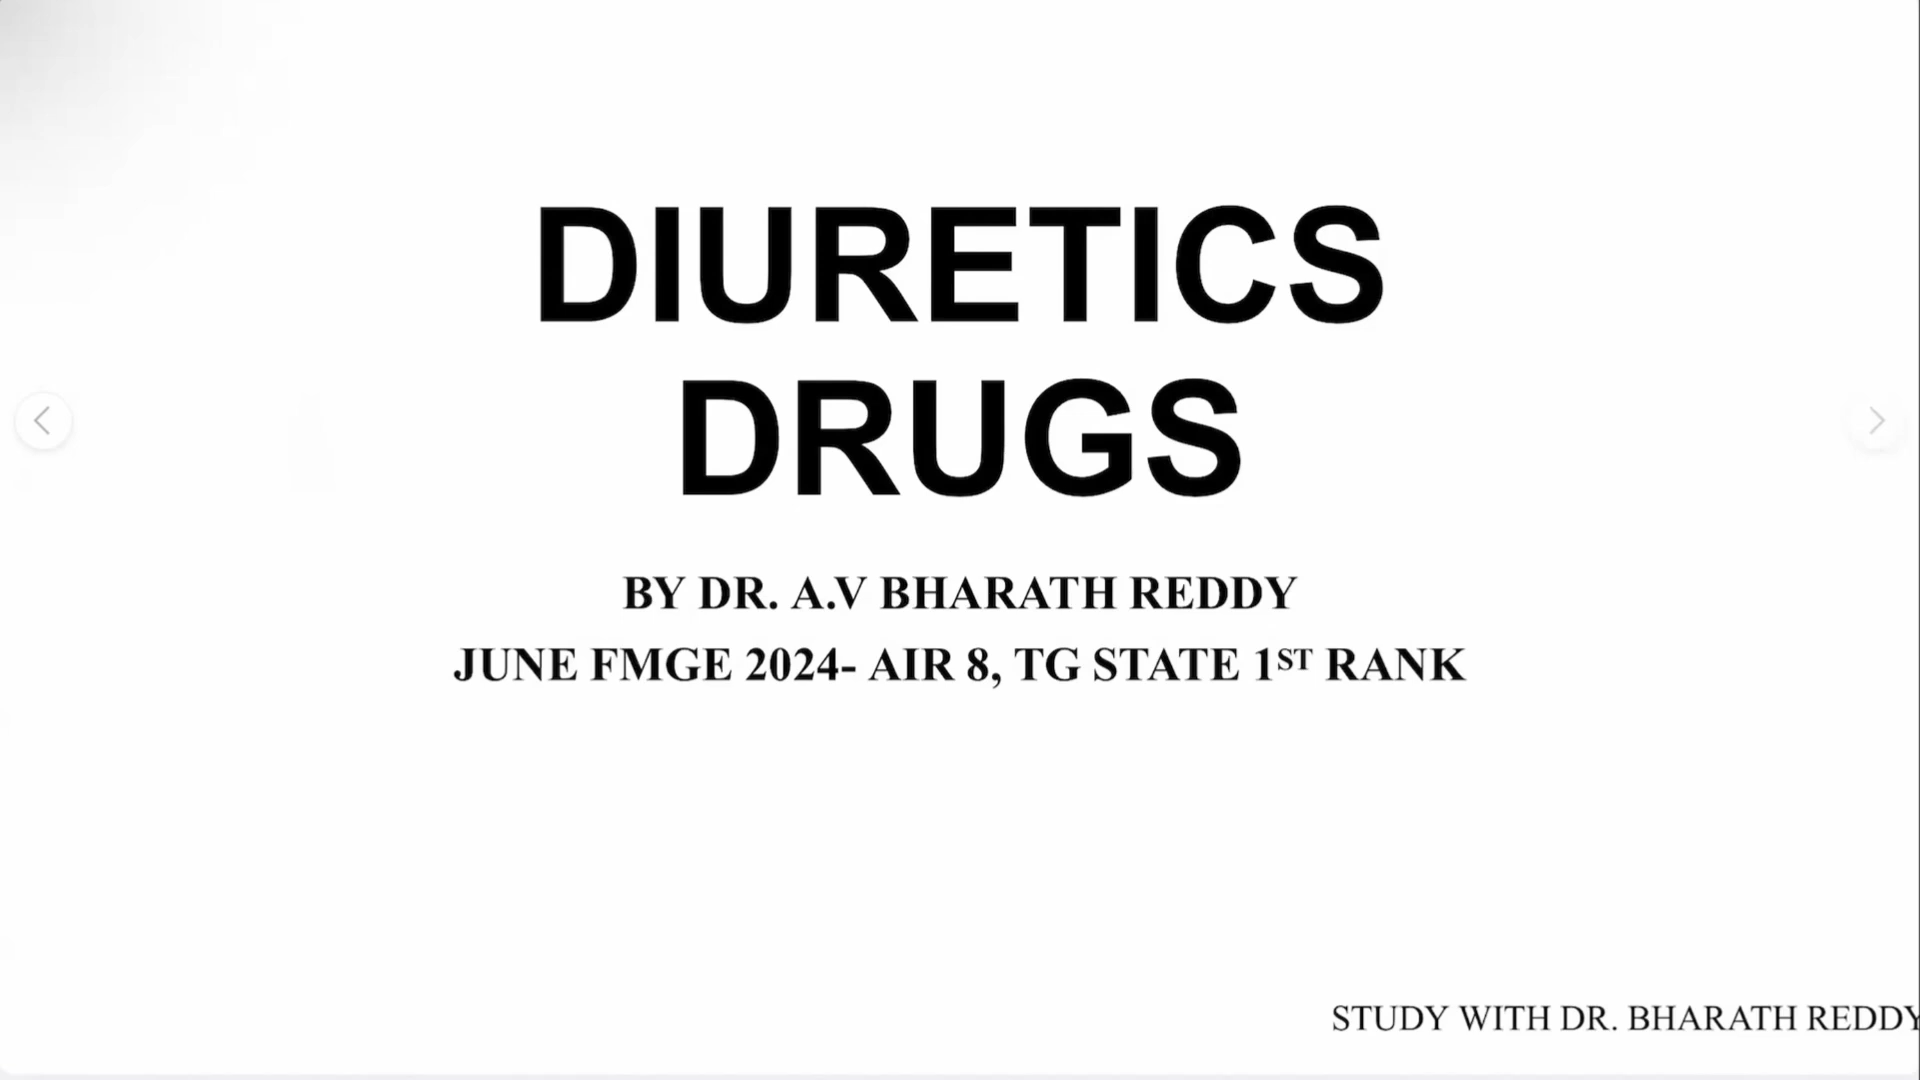 DIURETICS
DRUGS
BY DR. A.V BHARATH REDDY
JUNE FMGE 2024- AIR 8, TG STATE 1ST RANK
STUDY WITH DR. BHARATH REDDY